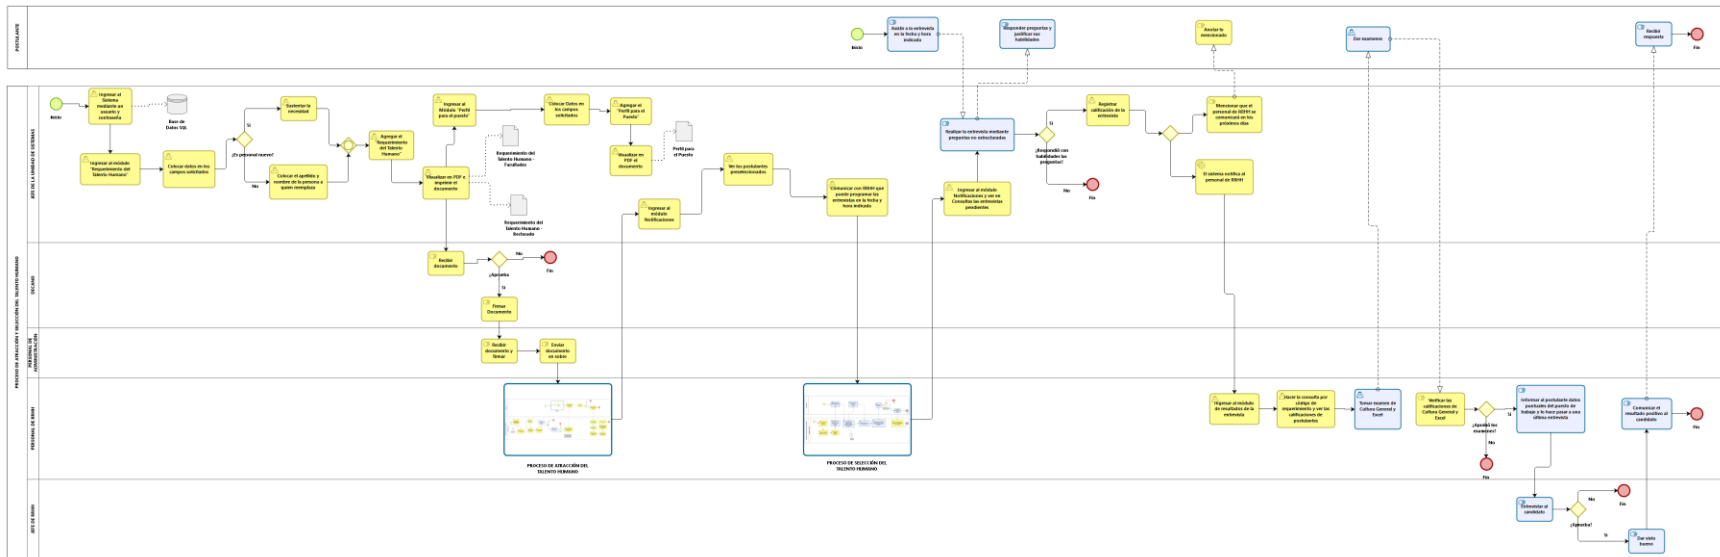 POSTULANTE
Inicio
Asistir a la entrevista
en la fecha y hora
indicada
Responder preguntas y
justificar sus
habilidades
Anotar lo
mencionado
Dar examenes
Recibir
respuesta
Fin
PROCESO DE ATRACCIÓN Y SELECCIÓN DEL TALENTO HUMANO
JEFE DE LA UNIDAD DE SISTEMAS
Inicio
Ingresar al
Sistema
mediante un
usuario y
contraseña
Base de
Datos SQL
Ingresar al módulo
"Requerimiento del
Talento Humano"
Colocar datos en los
campos solicitados
¿Es personal nuevo?
Si
No
Sustentar la
necesidad
Colocar el apellido y
nombre de la persona a
quien reemplaza
Agregar el
"Requerimiento
del Talento
Humano"
Visualizar en PDF e
imprimir el
documento
Ingresar al
Módulo "Perfil
para el puesto"
Requerimiento del
Talento Humano -
Facultades
Requerimiento del
Talento Humano -
Rectorado
Colocar Datos en
los campos
solicitados
Agregar el
"Perfil para el
Puesto"
Visualizar en
PDF el
documento
Perfil para
el Puesto
Ingresar al
módulo
Notificaciones
Ver los postulantes
preseleccionados
Comunicar con RRHH que
puede programar las
entrevistas en la fecha y
hora indicada
Ingresar al módulo
Notificaciones y ver en
Consultas las entrevistas
pendientes
Realizar la entrevista mediante
preguntas no estructuradas
¿Respondió con
habilidades las
preguntas?
Si
No
Fin
Registrar
calificación de la
entrevista
Mencionar que el
personal de RRHH se
comunicará en los
próximos días
El sistema notifica al
personal de RRHH
DECANO
Recibir
documento
¿Aprueba
No
Fin
Si
Firmar
Documento
PERSONAL DE
ADMINISTRACIÓN
Recibir
documento y
firmar
Enviar
documento
en sobre
PERSONAL DE RRHH
PROCESO DE ATRACCIÓN DEL
TALENTO HUMANO
PROCESO DE SELECCIÓN DEL
TALENTO HUMANO
Ingresar al módulo
de resultados de la
entrevista
Hacer la consulta por
código de
requerimiento y ver las
calificaciones de
postulantes
Tomar examen de
Cultura General y
Excel
Verificar las
calificaciones de
Cultura General y
Excel
¿Aprobó los
examenes?
Si
No
Fin
Informar al postulante datos
puntuales del puesto de
trabajo y lo hace pasar a una
última entrevista
Comunicar el
resultado positivo al
candidato
Fin
JEFE DE RRHH
Entrevistar al
candidato
¿Aprueba?
No
Fin
Si
Dar visto
bueno